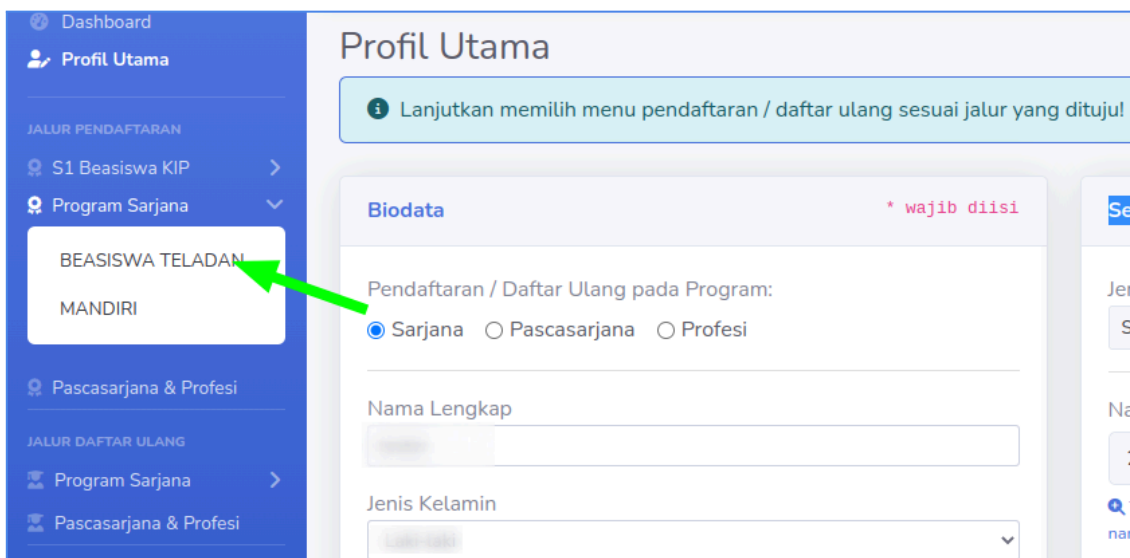 Dashboard
Profil Utama
JALUR PENDAFTARAN
S1 Beasiswa KIP
Program Sarjana
BEASISWA TELADAN
MANDIRI
Pascasarjana & Profesi
JALUR DAFTAR ULANG
Program Sarjana
Pascasarjana & Profesi
Profil Utama
Lanjutkan memilih menu pendaftaran / daftar ulang sesuai jalur yang dituju!
Biodata * wajib diisi
Pendaftaran / Daftar Ulang pada Program:
Sarjana Pascasarjana Profesi
Nama Lengkap
Jenis Kelamin